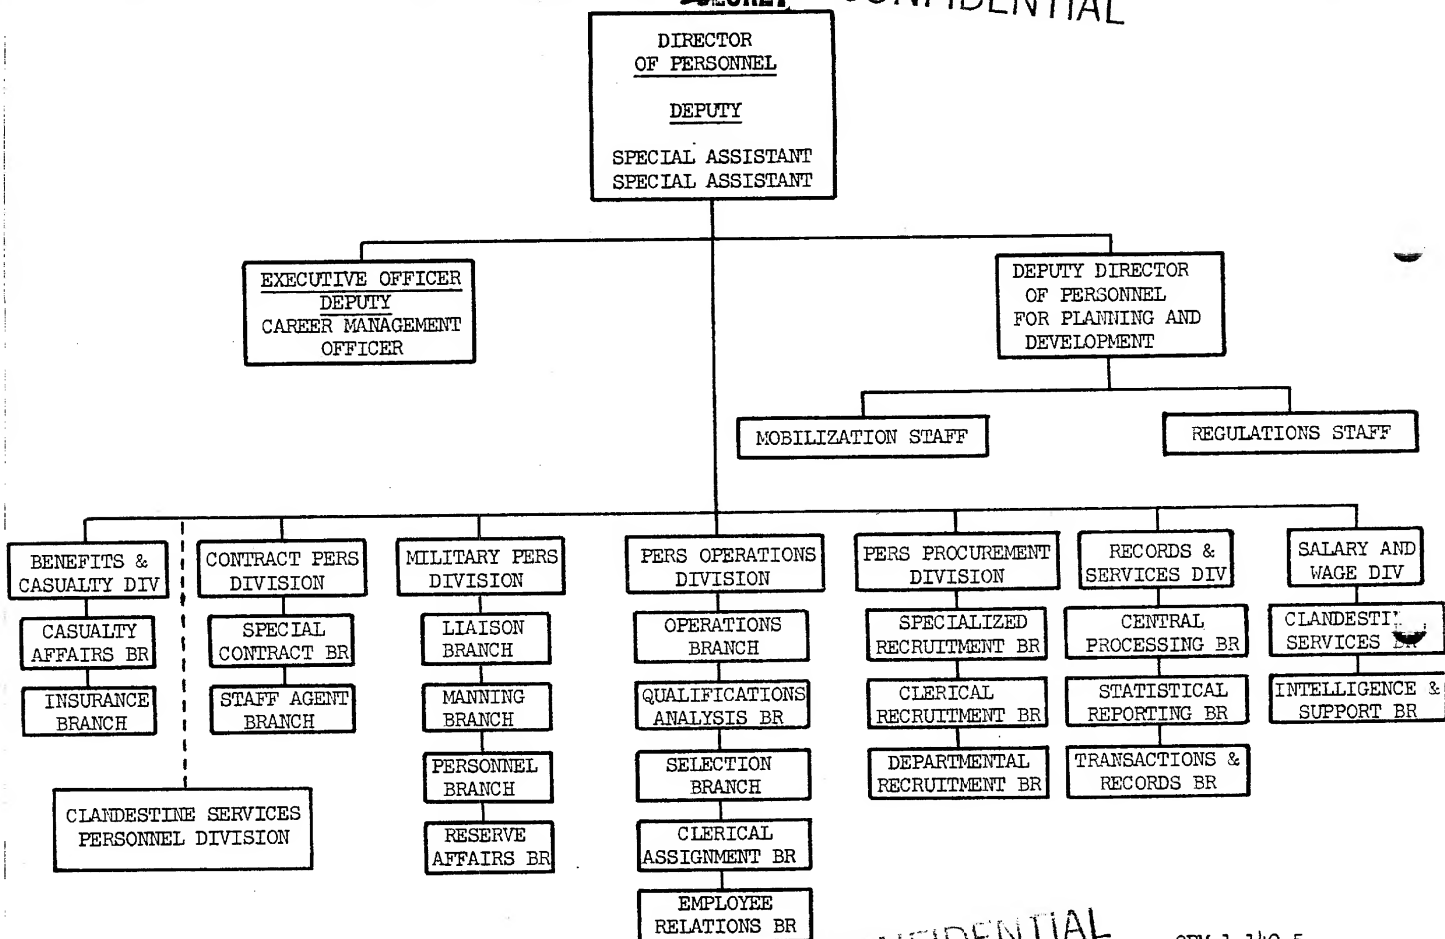 SECRET
CONFIDENTIAL
DIRECTOR
OF PERSONNEL
DEPUTY
SPECIAL ASSISTANT
SPECIAL ASSISTANT
EXECUTIVE OFFICER
DEPUTY
CAREER MANAGEMENT
OFFICER
DEPUTY DIRECTOR
OF PERSONNEL
FOR PLANNING AND
DEVELOPMENT
MOBILIZATION STAFF
REGULATIONS STAFF
BENEFITS &
CASUALTY DIV
CASUALTY
AFFAIRS BR
INSURANCE
BRANCH
CLANDESTINE SERVICES
PERSONNEL DIVISION
CONTRACT PERS
DIVISION
SPECIAL
CONTRACT BR
STAFF AGENT
BRANCH
MILITARY PERS
DIVISION
LIAISON
BRANCH
MANNING
BRANCH
PERSONNEL
BRANCH
RESERVE
AFFAIRS BR
PERS OPERATIONS
DIVISION
OPERATIONS
BRANCH
QUALIFICATIONS
ANALYSIS BR
SELECTION
BRANCH
CLERICAL
ASSIGNMENT BR
EMPLOYEE
RELATIONS BR
PERS PROCUREMENT
DIVISION
SPECIALIZED
RECRUITMENT BR
CLERICAL
RECRUITMENT BR
DEPARTMENTAL
RECRUITMENT BR
RECORDS &
SERVICES DIV
CENTRAL
PROCESSING BR
STATISTICAL
REPORTING BR
TRANSACTIONS &
RECORDS BR
SALARY AND
WAGE DIV
CLANDESTI
SERVICES BR
INTELLIGENCE &
SUPPORT BR
CONFIDENTIAL